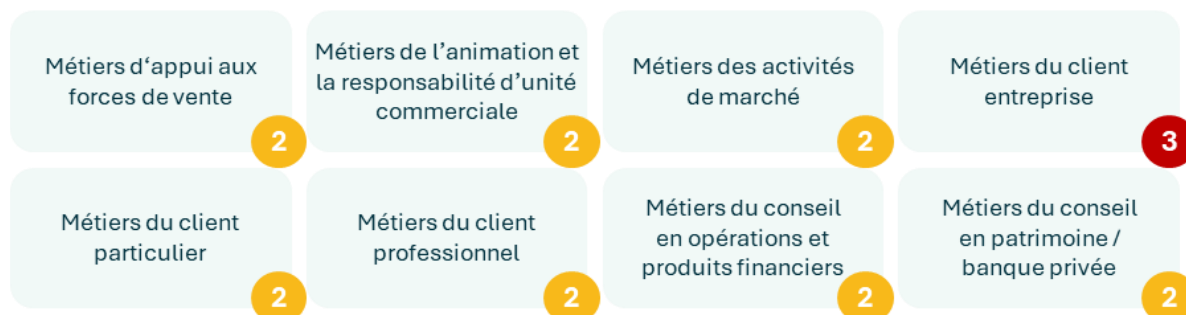 Métiers d‘appui aux
forces de vente
2
Métiers de l’animation et
la responsabilité d’unité
commerciale
2
Métiers des activités
de marché
2
Métiers du client
entreprise
3
Métiers du client
particulier
2
Métiers du client
professionnel
2
Métiers du conseil
en opérations et
produits financiers
2
Métiers du conseil
en patrimoine /
banque privée
2